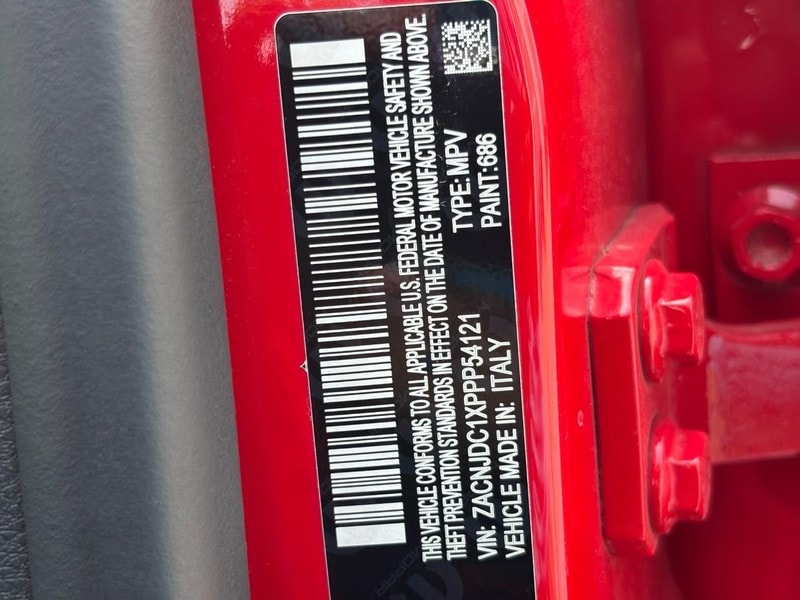 THIS VEHICLE CONFORMS TO ALL APPLICABLE U.S. FEDERAL MOTOR VEHICLE SAFETY AND
THEFT PREVENTION STANDARDS IN EFFECT ON THE DATE OF MANUFACTURE SHOWN ABOVE.
VIN: ZACNJDC1XPPP54121 TYPE: MPV
VEHICLE MADE IN: ITALY PAINT:686